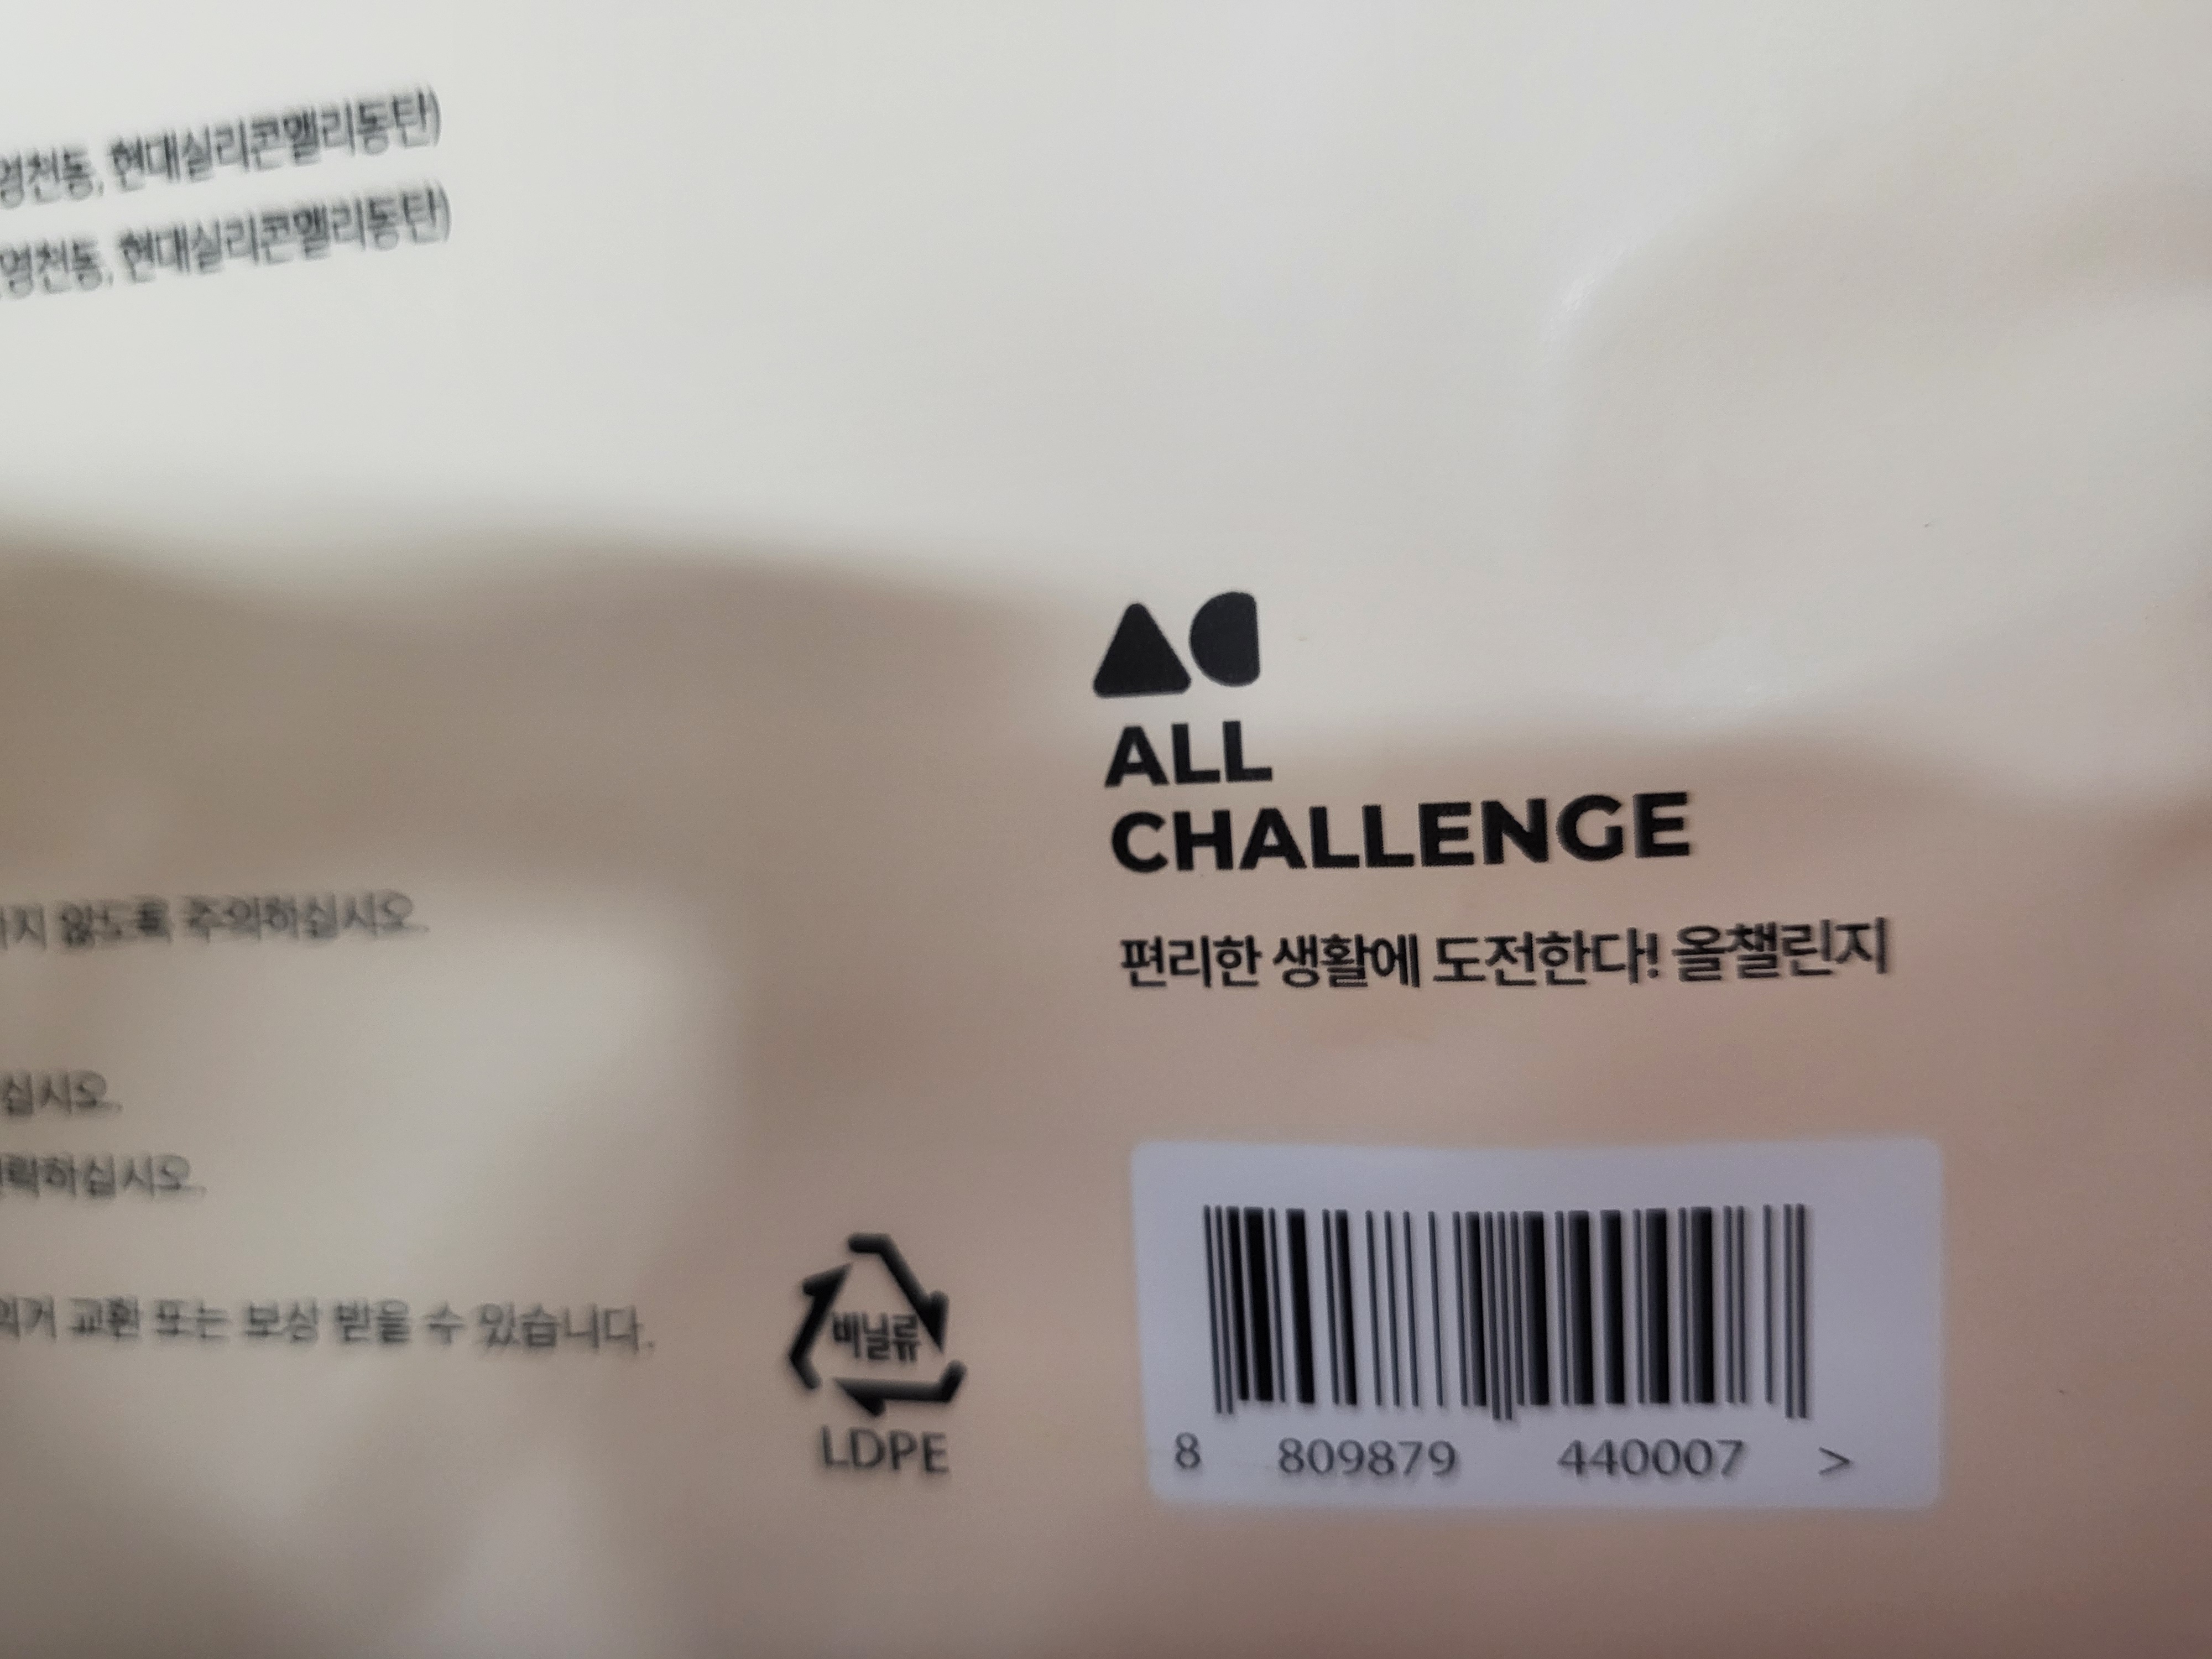 영천동, 현대실리콘앨리동탄)
영천동, 현대실리콘앨리동탄)
ALL
CHALLENGE
편리한 생활에 도전한다! 올챌린지
않도록 주의하십시오.
십시오.
락하십시오.
의거 교환 또는 보상 받을 수 있습니다.
비닐류
LDPE
8 809879 440007 >